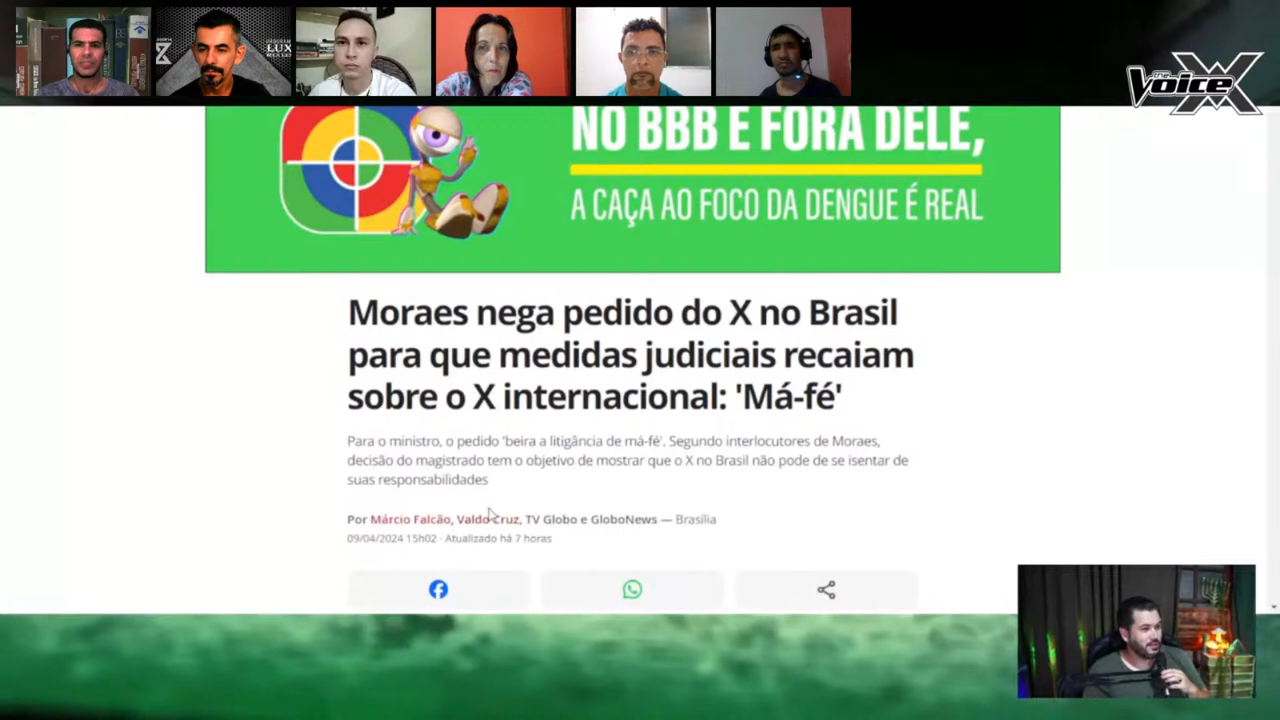 LUX
the Voice X
NO BBB E FORA DELE,
A CAÇA AO FOCO DA DENGUE É REAL
Moraes nega pedido do X no Brasil
para que medidas judiciais recaiam
sobre o X internacional: 'Má-fé'
Para o ministro, o pedido 'beira a litigância de má-fé'. Segundo interlocutores de Moraes,
decisão do magistrado tem o objetivo de mostrar que o X no Brasil não pode de se isentar de
suas responsabilidades
Por Márcio Falcão, Valdo Cruz, TV Globo e GloboNews — Brasília
09/04/2024 15h02 · Atualizado há 7 horas